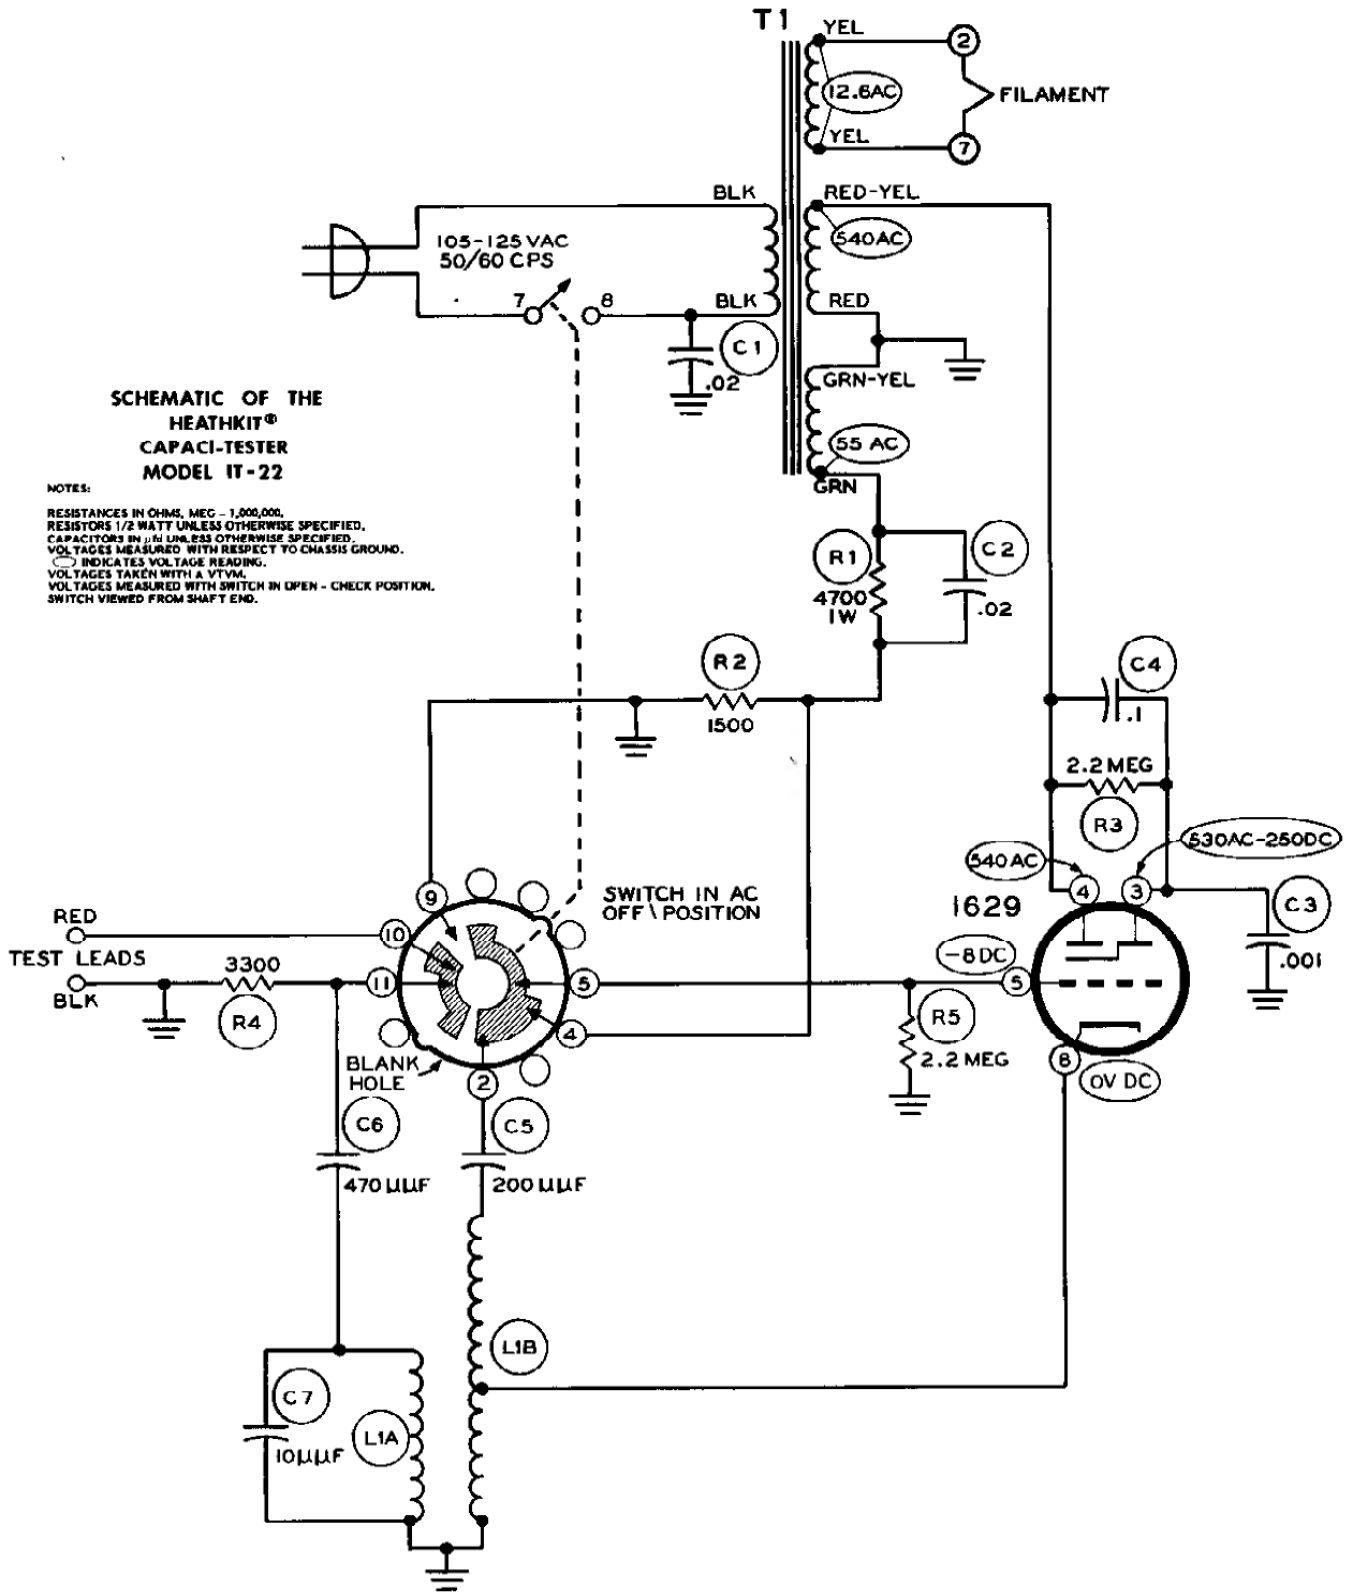 T1
YEL
2
12.6AC
FILAMENT
YEL
7
BLK
RED-YEL
105-125 VAC
50/60 CPS
540AC
7
8
BLK
RED
C1
.02
GRN-YEL
SCHEMATIC OF THE
HEATHKIT®
CAPACI-TESTER
MODEL IT-22
55 AC
GRN
NOTES:
RESISTANCES IN OHMS, MEG - 1,000,000.
RESISTORS 1/2 WATT UNLESS OTHERWISE SPECIFIED.
CAPACITORS IN µfd UNLESS OTHERWISE SPECIFIED.
VOLTAGES MEASURED WITH RESPECT TO CHASSIS GROUND.
INDICATES VOLTAGE READING.
VOLTAGES TAKEN WITH A VTVM.
VOLTAGES MEASURED WITH SWITCH IN OPEN - CHECK POSITION.
SWITCH VIEWED FROM SHAFT END.
R1
4700
1W
C2
.02
R2
1500
C4
.1
2.2 MEG
R3
530AC-250DC
540AC
4
3
1629
C3
.001
9
SWITCH IN AC
OFF \ POSITION
RED
TEST LEADS
BLK
10
3300
R4
11
5
-8DC
5
4
R5
2.2 MEG
BLANK
HOLE
2
8
0V DC
C6
470µµF
C5
200µµF
L1B
C7
10µµF
L1A